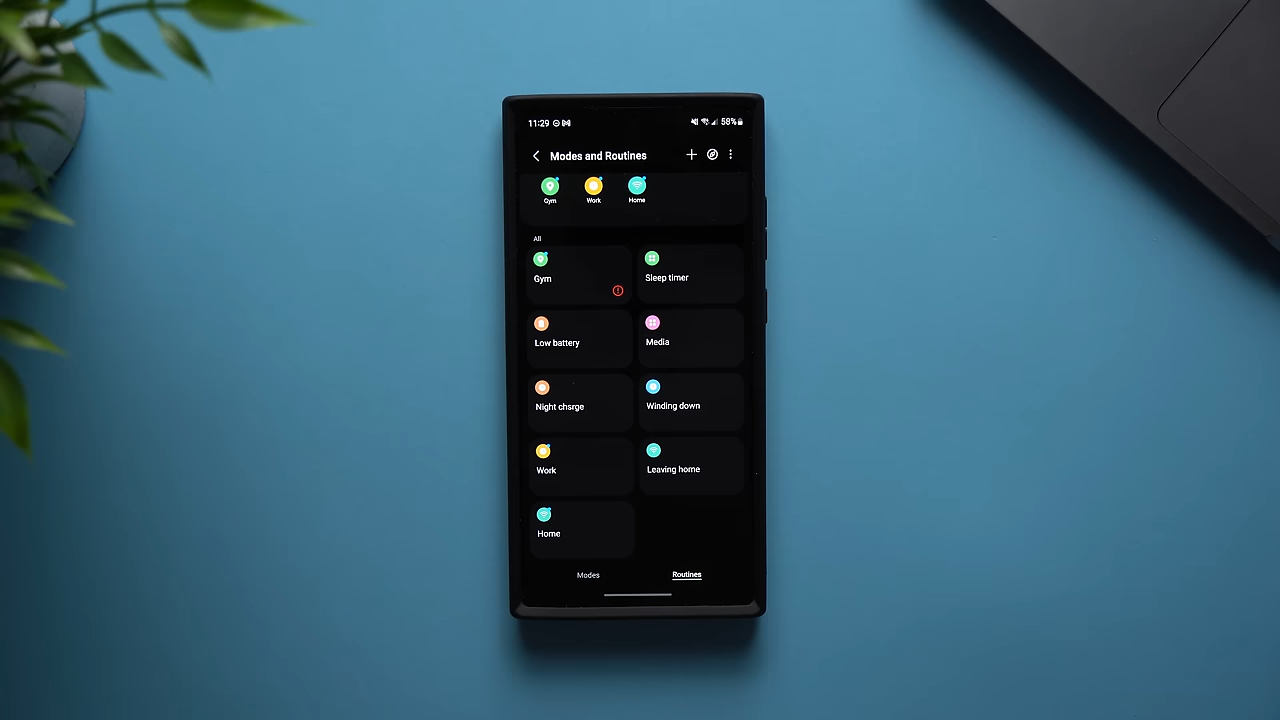 11:29 58%
Modes and Routines
Gym Work Home
All
Gym
Sleep timer
Low battery
Media
Night chsrge
Winding down
Work
Leaving home
Home
Modes Routines